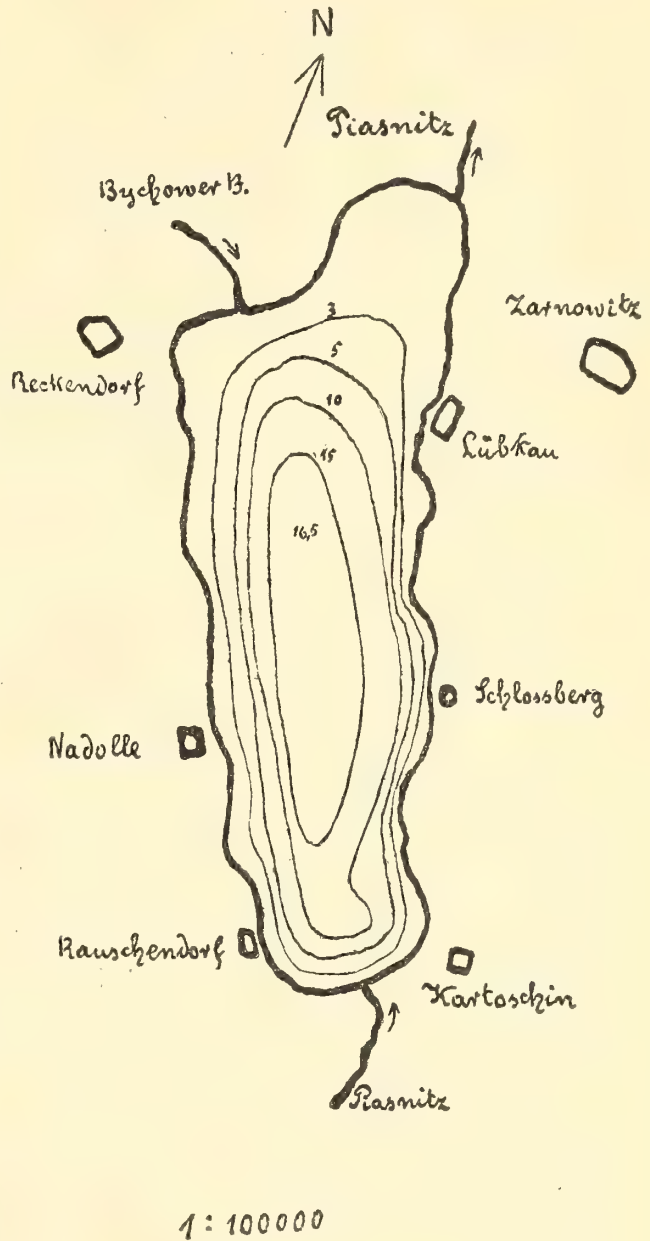 N
Piasnitz
Bychower B.
Zarnowitz
Reckendorf
3
5
10
Lübkau
15
16,5
Schlossberg
Nadolle
Rauschendorf
Kartoschin
Piasnitz
1:100000